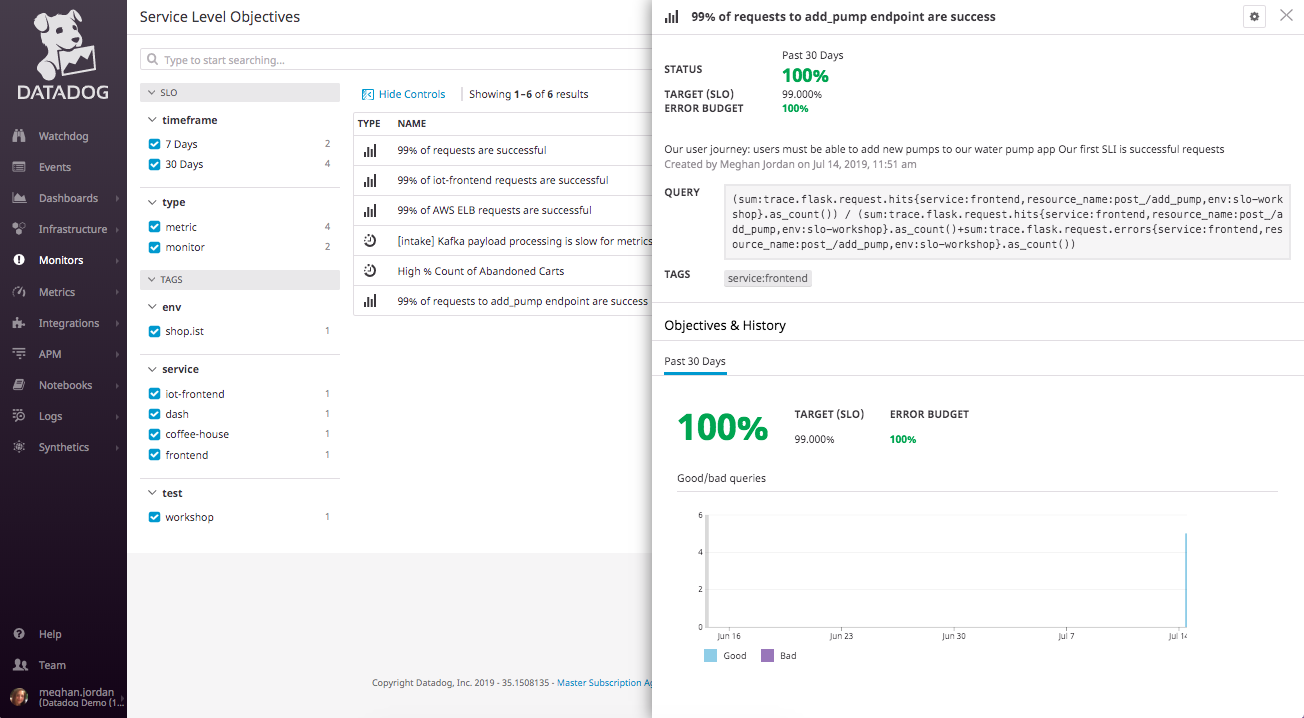 DATADOG
Watchdog
Events
Dashboards
Infrastructure
Monitors
Metrics
Integrations
APM
Notebooks
Logs
Synthetics
Help
Team
meghan.jordan
(Datadog Demo (1...
Service Level Objectives
Type to start searching...
SLO
timeframe
7 Days 2
30 Days 4
type
metric 4
monitor 2
TAGS
env
shop.ist 1
service
iot-frontend 1
dash 1
coffee-house 1
frontend 1
test
workshop 1
Hide Controls Showing 1–6 of 6 results
TYPE NAME
99% of requests are successful
99% of iot-frontend requests are successful
99% of AWS ELB requests are successful
[intake] Kafka payload processing is slow for metrics
High % Count of Abandoned Carts
99% of requests to add_pump endpoint are success
Copyright Datadog, Inc. 2019 - 35.1508135 - Master Subscription Ag
99% of requests to add_pump endpoint are success
Past 30 Days
STATUS 100%
TARGET (SLO) 99.000%
ERROR BUDGET 100%
Our user journey: users must be able to add new pumps to our water pump app Our first SLI is successful requests
Created by Meghan Jordan on Jul 14, 2019, 11:51 am
QUERY
(sum:trace.flask.request.hits{service:frontend,resource_name:post_/add_pump,env:slo-work
shop}.as_count()) / (sum:trace.flask.request.hits{service:frontend,resource_name:post_/a
dd_pump,env:slo-workshop}.as_count()+sum:trace.flask.request.errors{service:frontend,res
ource_name:post_/add_pump,env:slo-workshop}.as_count())
TAGS service:frontend
Objectives & History
Past 30 Days
100%
TARGET (SLO) ERROR BUDGET
99.000% 100%
Good/bad queries
6
4
2
0
Jun 16 Jun 23 Jun 30 Jul 7 Jul 14
Good Bad